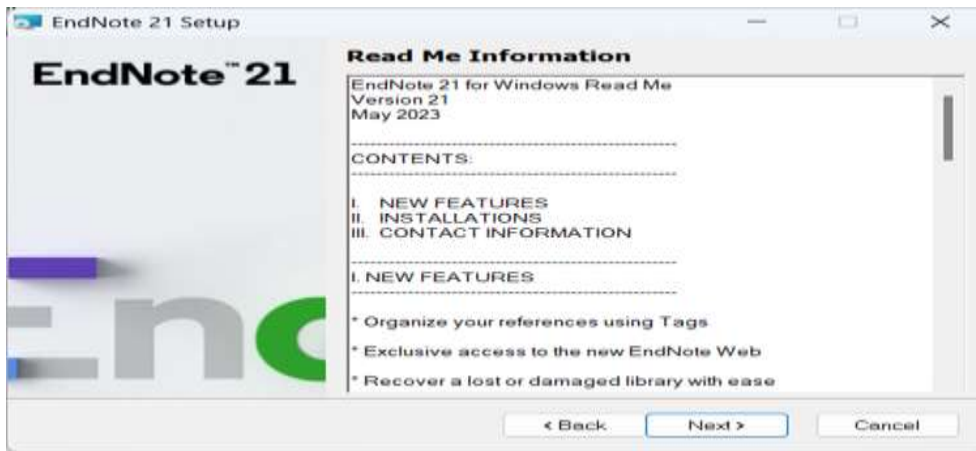 EndNote 21 Setup
EndNote™21
Read Me Information
EndNote 21 for Windows Read Me
Version 21
May 2023
------------------------------------------------------------
CONTENTS:
------------------------------------------------------------
I. NEW FEATURES
II. INSTALLATIONS
III. CONTACT INFORMATION
------------------------------------------------------------
I. NEW FEATURES
------------------------------------------------------------
* Organize your references using Tags
* Exclusive access to the new EndNote Web
* Recover a lost or damaged library with ease
En
< Back
Next >
Cancel